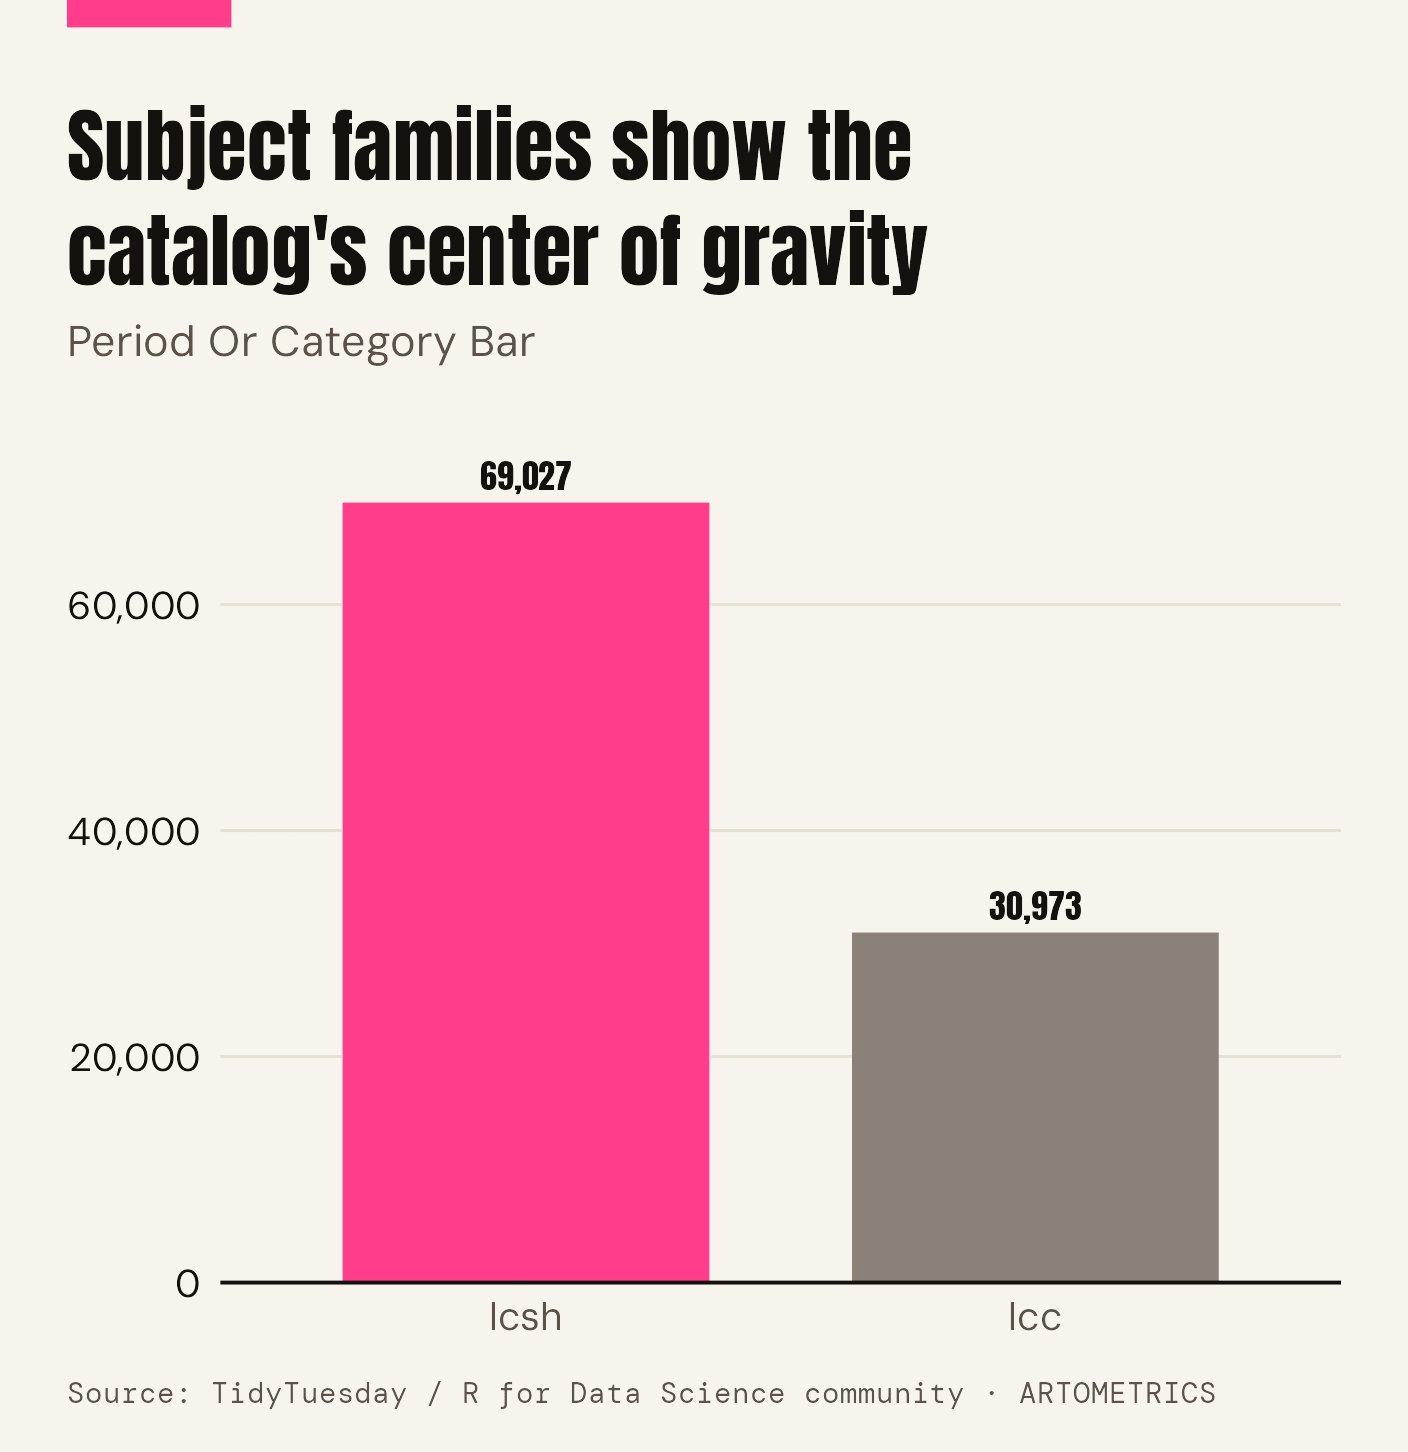 Subject families show the
catalog's center of gravity
Period Or Category Bar
69,027
60,000
40,000
30,973
20,000
0
lcsh
lcc
Source: TidyTuesday / R for Data Science community · ARTOMETRICS